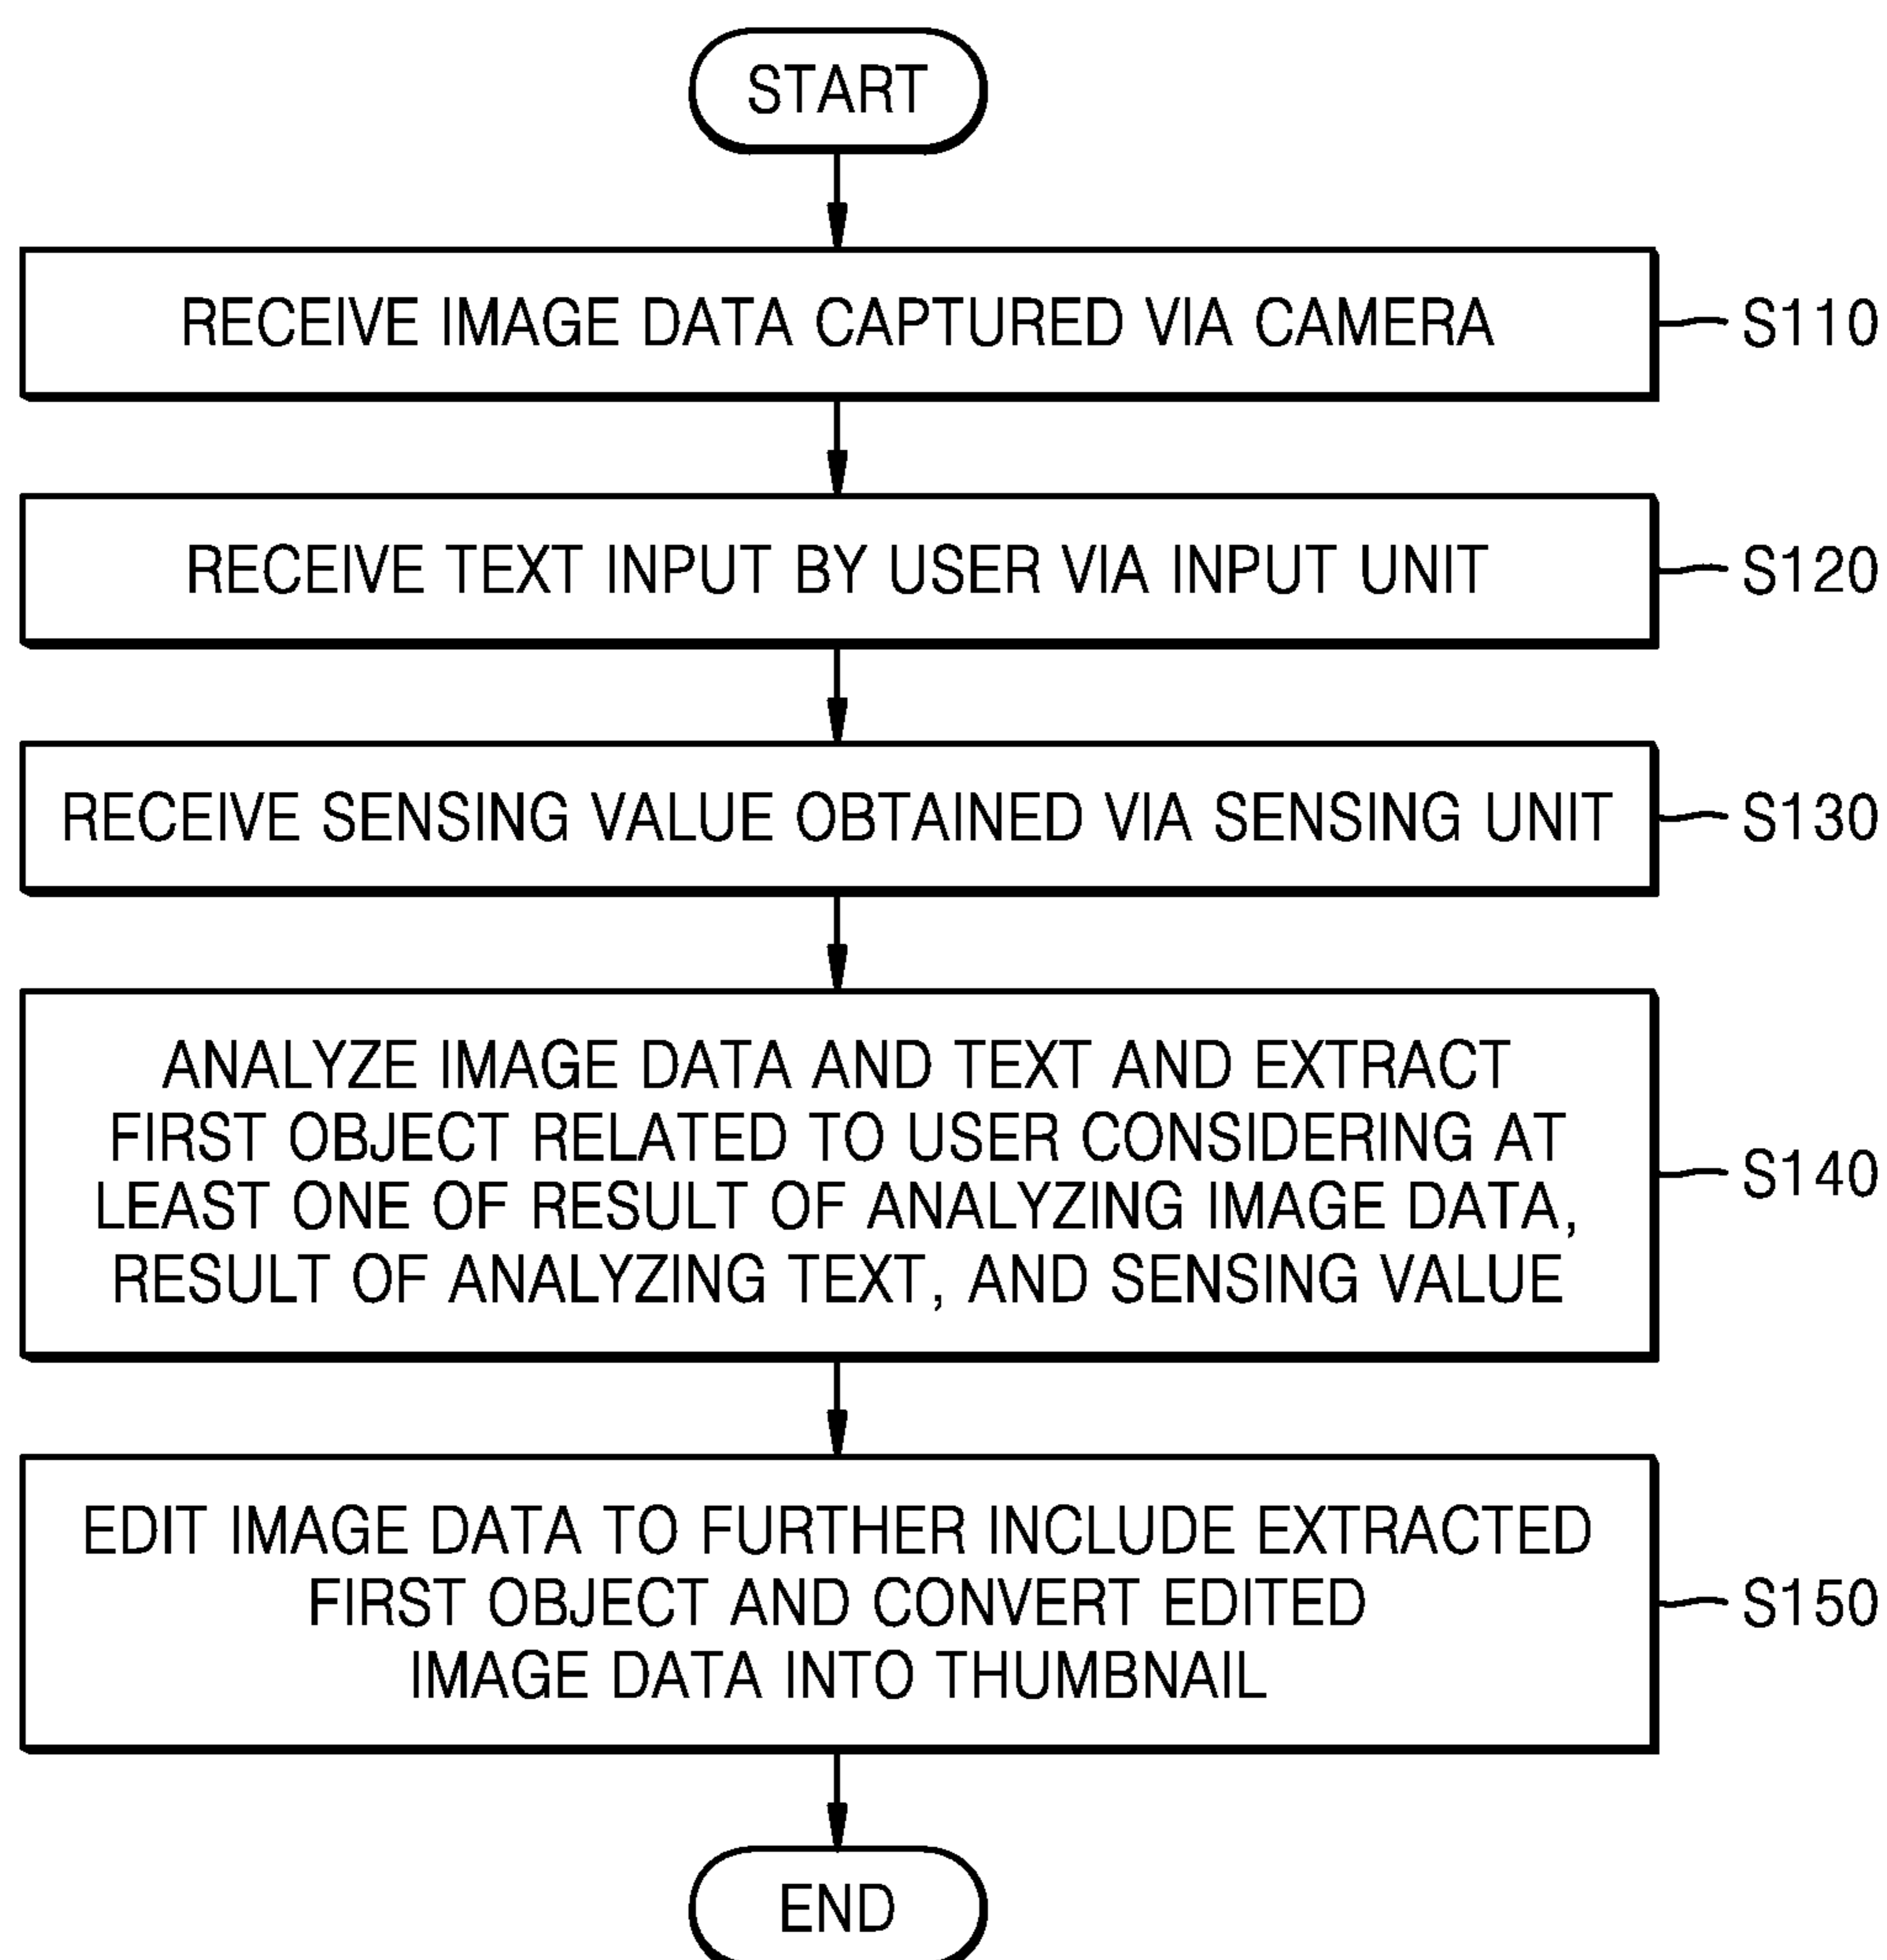 START
RECEIVE IMAGE DATA CAPTURED VIA CAMERA
S110
RECEIVE TEXT INPUT BY USER VIA INPUT UNIT
S120
RECEIVE SENSING VALUE OBTAINED VIA SENSING UNIT
S130
ANALYZE IMAGE DATA AND TEXT AND EXTRACT
FIRST OBJECT RELATED TO USER CONSIDERING AT
LEAST ONE OF RESULT OF ANALYZING IMAGE DATA,
RESULT OF ANALYZING TEXT, AND SENSING VALUE
S140
EDIT IMAGE DATA TO FURTHER INCLUDE EXTRACTED
FIRST OBJECT AND CONVERT EDITED
IMAGE DATA INTO THUMBNAIL
S150
END